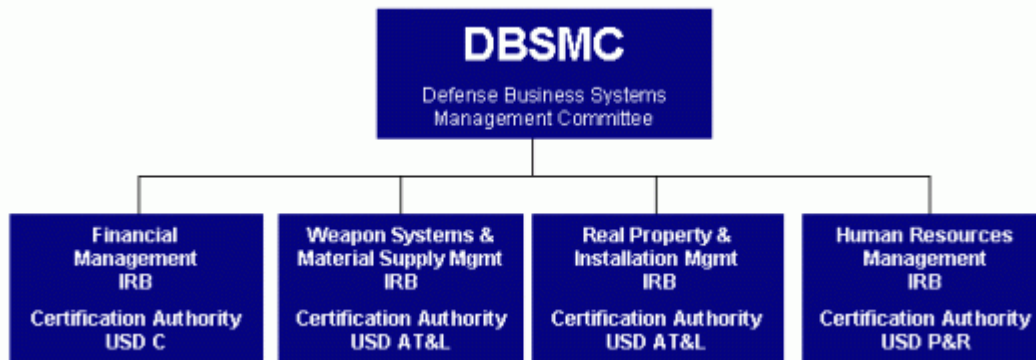 DBSMC
Defense Business Systems
Management Committee
Financial
Management
IRB
Certification Authority
USD C
Weapon Systems &
Material Supply Mgmt
IRB
Certification Authority
USD AT&L
Real Property &
Installation Mgmt
IRB
Certification Authority
USD AT&L
Human Resources
Management
IRB
Certification Authority
USD P&R